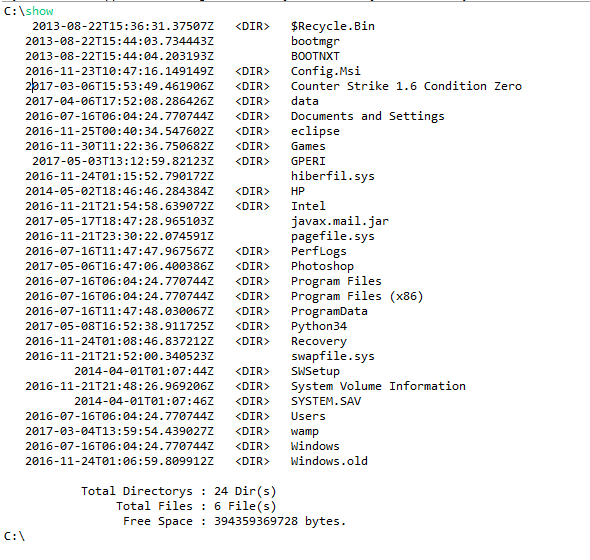 C:\show
2013-08-22T15:36:31.37507Z <DIR> $Recycle.Bin
2013-08-22T15:44:03.734443Z bootmgr
2013-08-22T15:44:04.203193Z BOOTNXT
2016-11-23T10:47:16.149149Z <DIR> Config.Msi
2017-03-06T15:53:49.461906Z <DIR> Counter Strike 1.6 Condition Zero
2017-04-06T17:52:08.286426Z <DIR> data
2016-07-16T06:04:24.770744Z <DIR> Documents and Settings
2016-11-25T00:40:34.547602Z <DIR> eclipse
2016-11-30T11:22:36.750682Z <DIR> Games
2017-05-03T13:12:59.82123Z <DIR> GPERI
2016-11-24T01:15:52.790172Z hiberfil.sys
2014-05-02T18:46:46.284384Z <DIR> HP
2016-11-21T21:54:58.639072Z <DIR> Intel
2017-05-17T18:47:28.965103Z javax.mail.jar
2016-11-21T23:30:22.074591Z pagefile.sys
2016-07-16T11:47:47.967567Z <DIR> PerfLogs
2017-05-06T16:47:06.400386Z <DIR> Photoshop
2016-07-16T06:04:24.770744Z <DIR> Program Files
2016-07-16T06:04:24.770744Z <DIR> Program Files (x86)
2016-07-16T11:47:48.030067Z <DIR> ProgramData
2017-05-08T16:52:38.911725Z <DIR> Python34
2016-11-24T01:08:46.837212Z <DIR> Recovery
2016-11-21T21:52:00.340523Z swapfile.sys
2014-04-01T01:07:44Z <DIR> SWSetup
2016-11-21T21:48:26.969206Z <DIR> System Volume Information
2014-04-01T01:07:46Z <DIR> SYSTEM.SAV
2016-07-16T06:04:24.770744Z <DIR> Users
2017-03-04T13:59:54.439027Z <DIR> wamp
2016-07-16T06:04:24.770744Z <DIR> Windows
2016-11-24T01:06:59.809912Z <DIR> Windows.old
Total Directorys : 24 Dir(s)
Total Files : 6 File(s)
Free Space : 394359369728 bytes.
C:\